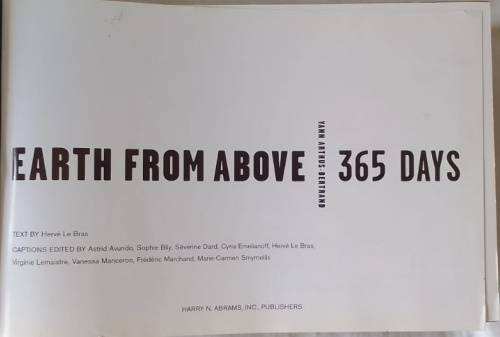 EARTH FROM ABOVE
YANN ARTHUS-BERTRAND
365 DAYS
TEXT BY Hervé Le Bras
CAPTIONS EDITED BY Astrid Avundo, Sophie Bily, Séverine Dard, Cyria Emelianoff, Hervé Le Bras,
Virginie Lemaistre, Vanessa Manceron, Frédéric Marchand, Marie-Carmen Smyrnelis
HARRY N. ABRAMS, INC., PUBLISHERS